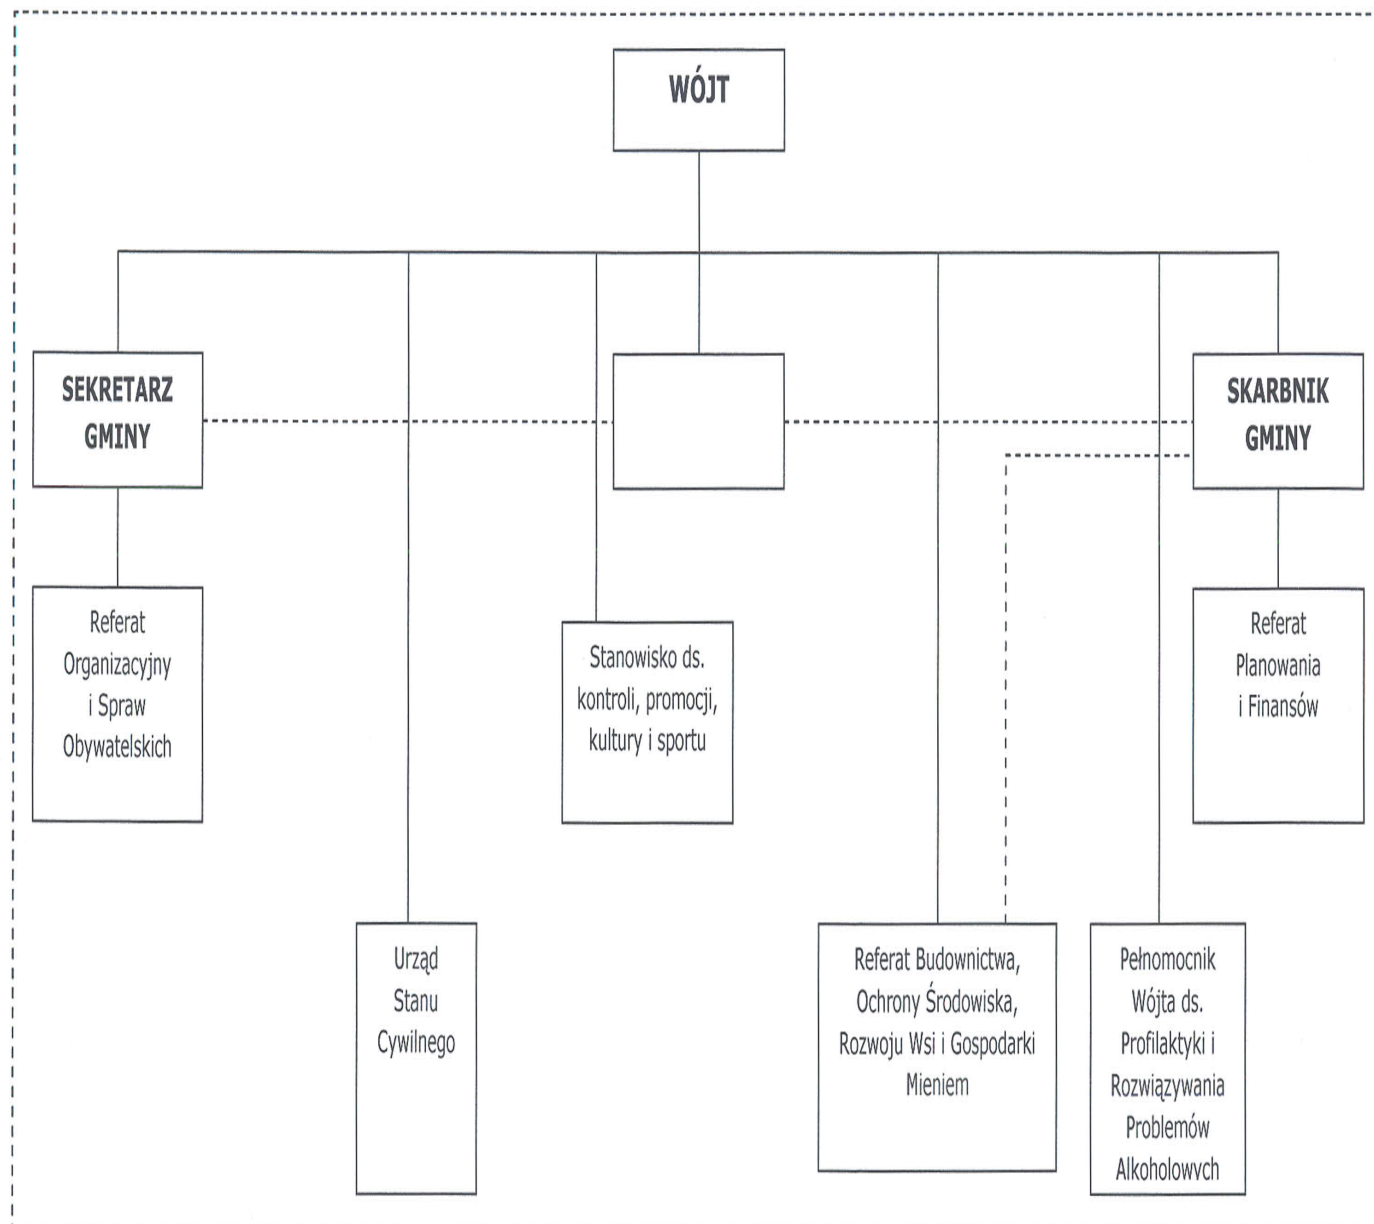 WÓJT
SEKRETARZ
GMINY
SKARBNIK
GMINY
Referat
Organizacyjny
i Spraw
Obywatelskich
Stanowisko ds.
kontroli, promocji,
kultury i sportu
Referat
Planowania
i Finansów
Urząd
Stanu
Cywilnego
Referat Budownictwa,
Ochrony Środowiska,
Rozwoju Wsi i Gospodarki
Mieniem
Pełnomocnik
Wójta ds.
Profilaktyki i
Rozwiązywania
Problemów
Alkoholowych